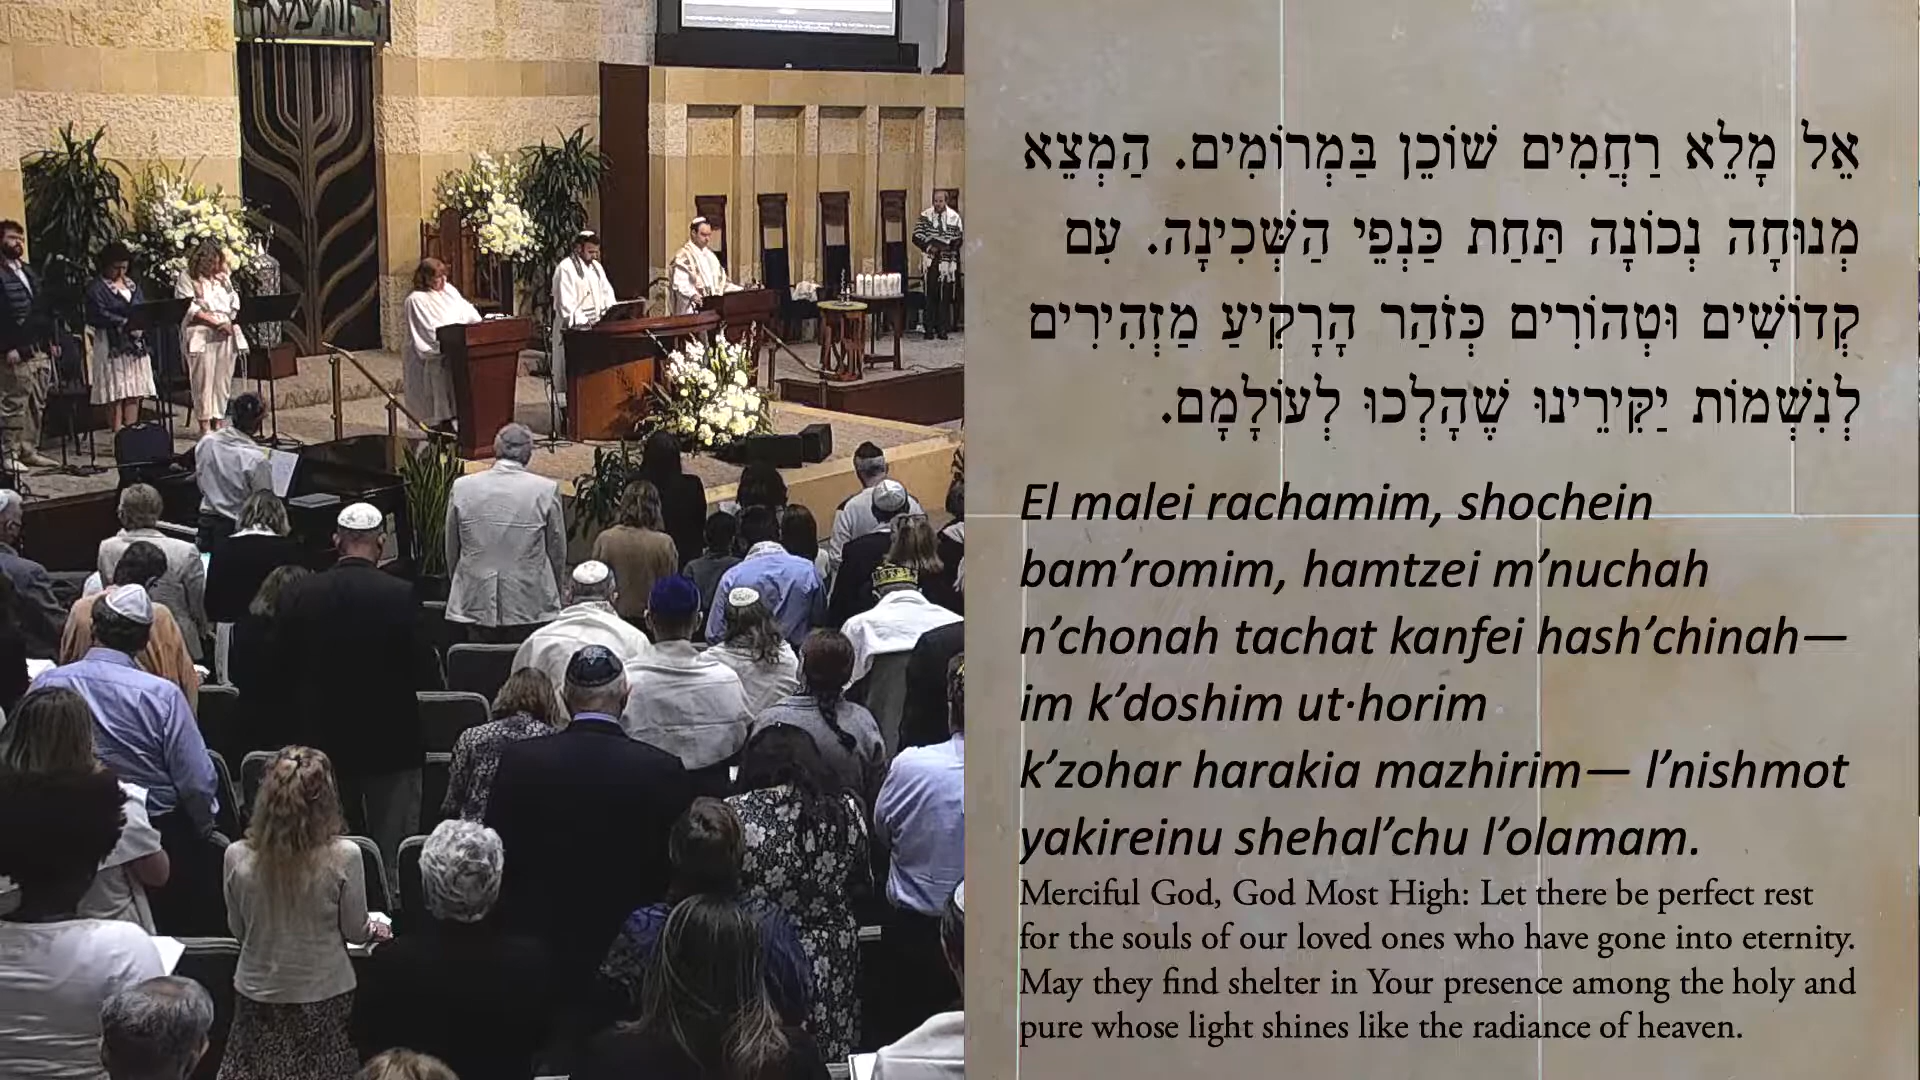 אֵל מָלֵא רַחֲמִים שׁוֹכֵן בַּמְרוֹמִים. הַמְצֵא
מְנוּחָה נְכוֹנָה תַּחַת כַּנְפֵי הַשְּׁכִינָה. עִם
קְדוֹשִׁים וּטְהוֹרִים כְּזֹהַר הָרָקִיעַ מַזְהִירִים
לְנִשְׁמוֹת יַקִּירֵינוּ שֶׁהָלְכוּ לְעוֹלָמָם.
El malei rachamim, shochein
bam’romim, hamtzei m’nuchah
n’chonah tachat kanfei hash’chinah—
im k’doshim ut·horim
k’zohar harakia mazhirim— l’nishmot
yakireinu shehal’chu l’olamam.
Merciful God, God Most High: Let there be perfect rest
for the souls of our loved ones who have gone into eternity.
May they find shelter in Your presence among the holy and
pure whose light shines like the radiance of heaven.